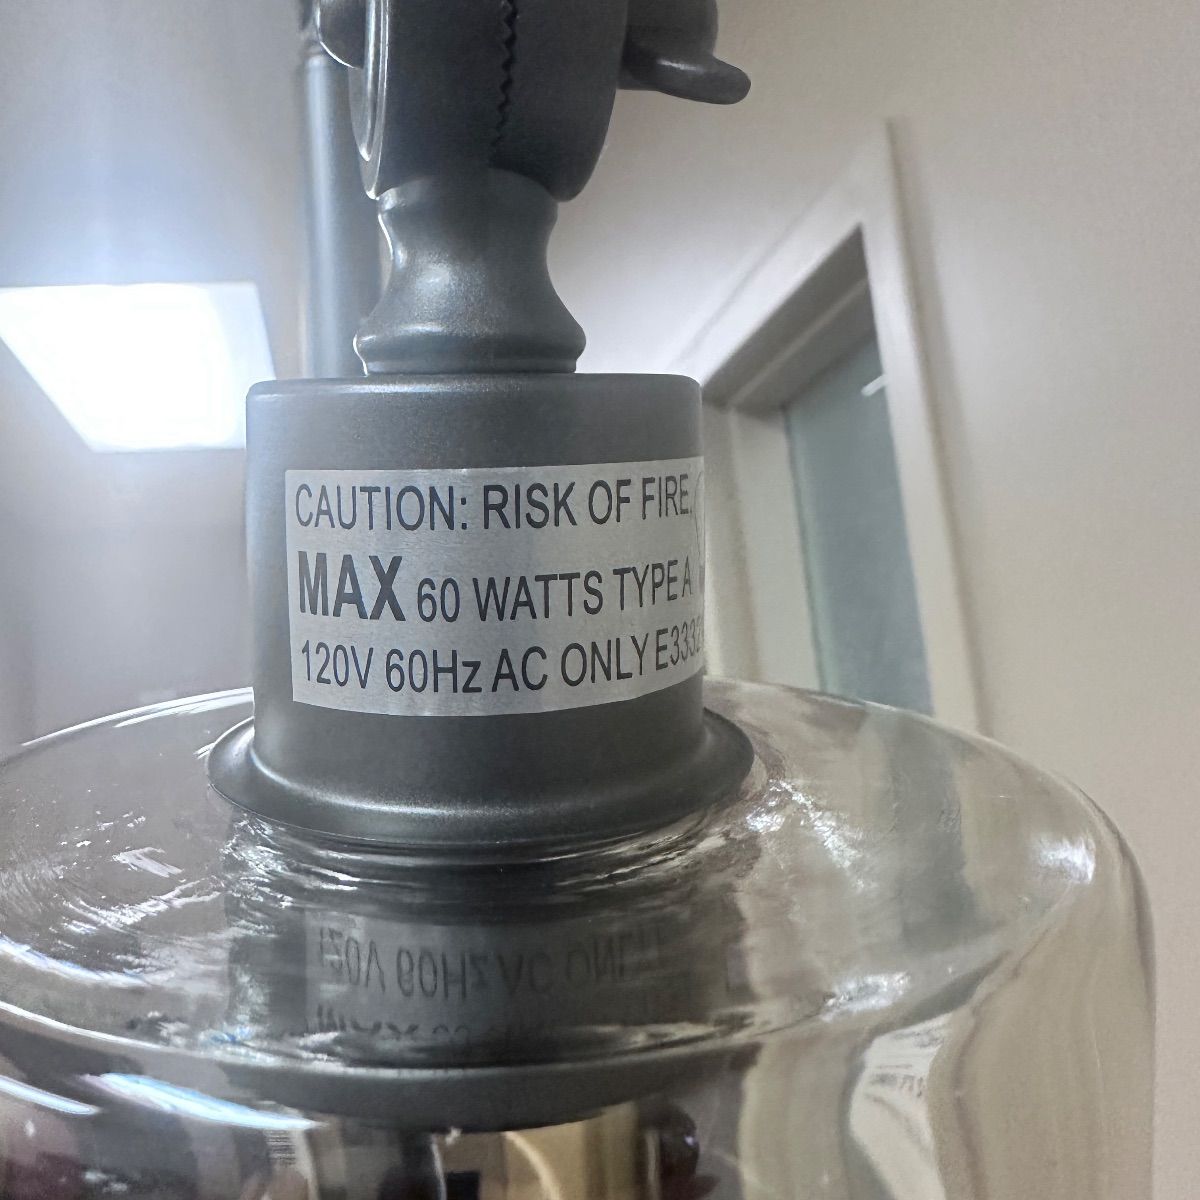 CAUTION: RISK OF FIRE.
MAX 60 WATTS TYPE A
120V 60Hz AC ONLY